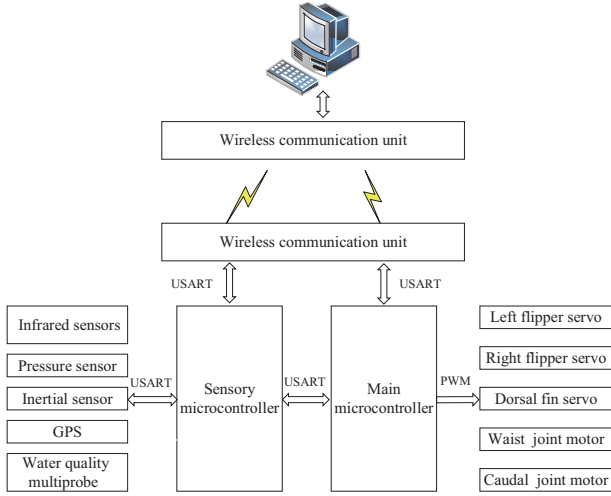 Wireless communication unit
Wireless communication unit
USART
USART
Infrared sensors
Pressure sensor
Inertial sensor
GPS
Water quality
multiprobe
USART
Sensory
microcontroller
USART
Main
microcontroller
PWM
Left flipper servo
Right flipper servo
Dorsal fin servo
Waist joint motor
Caudal joint motor